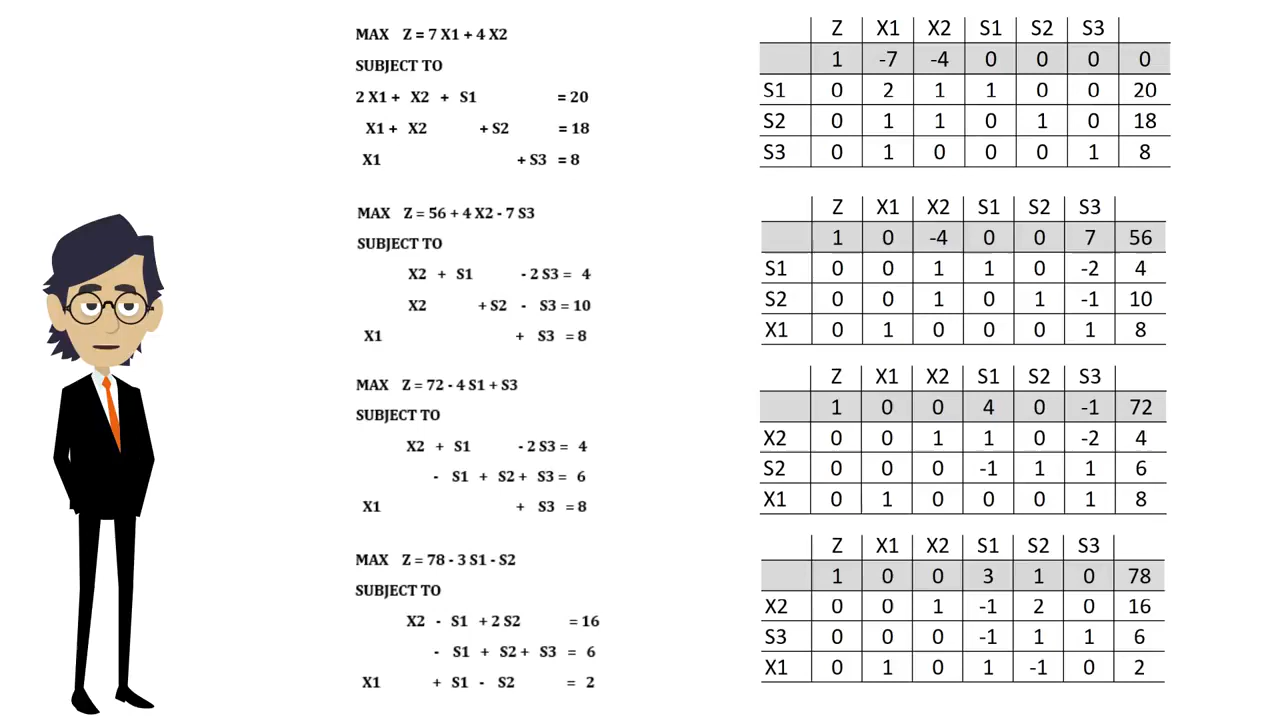 MAX Z = 7 X1 + 4 X2
SUBJECT TO
2 X1 + X2 + S1 = 20
X1 + X2 + S2 = 18
X1 + S3 = 8
Z X1 X2 S1 S2 S3
1 -7 -4 0 0 0 0
S1 0 2 1 1 0 0 20
S2 0 1 1 0 1 0 18
S3 0 1 0 0 0 1 8
MAX Z = 56 + 4 X2 - 7 S3
SUBJECT TO
X2 + S1 - 2 S3 = 4
X2 + S2 - S3 = 10
X1 + S3 = 8
Z X1 X2 S1 S2 S3
1 0 -4 0 0 7 56
S1 0 0 1 1 0 -2 4
S2 0 0 1 0 1 -1 10
X1 0 1 0 0 0 1 8
MAX Z = 72 - 4 S1 + S3
SUBJECT TO
X2 + S1 - 2 S3 = 4
- S1 + S2 + S3 = 6
X1 + S3 = 8
Z X1 X2 S1 S2 S3
1 0 0 4 0 -1 72
X2 0 0 1 1 0 -2 4
S2 0 0 0 -1 1 1 6
X1 0 1 0 0 0 1 8
MAX Z = 78 - 3 S1 - S2
SUBJECT TO
X2 - S1 + 2 S2 = 16
- S1 + S2 + S3 = 6
X1 + S1 - S2 = 2
Z X1 X2 S1 S2 S3
1 0 0 3 1 0 78
X2 0 0 1 -1 2 0 16
S3 0 0 0 -1 1 1 6
X1 0 1 0 1 -1 0 2